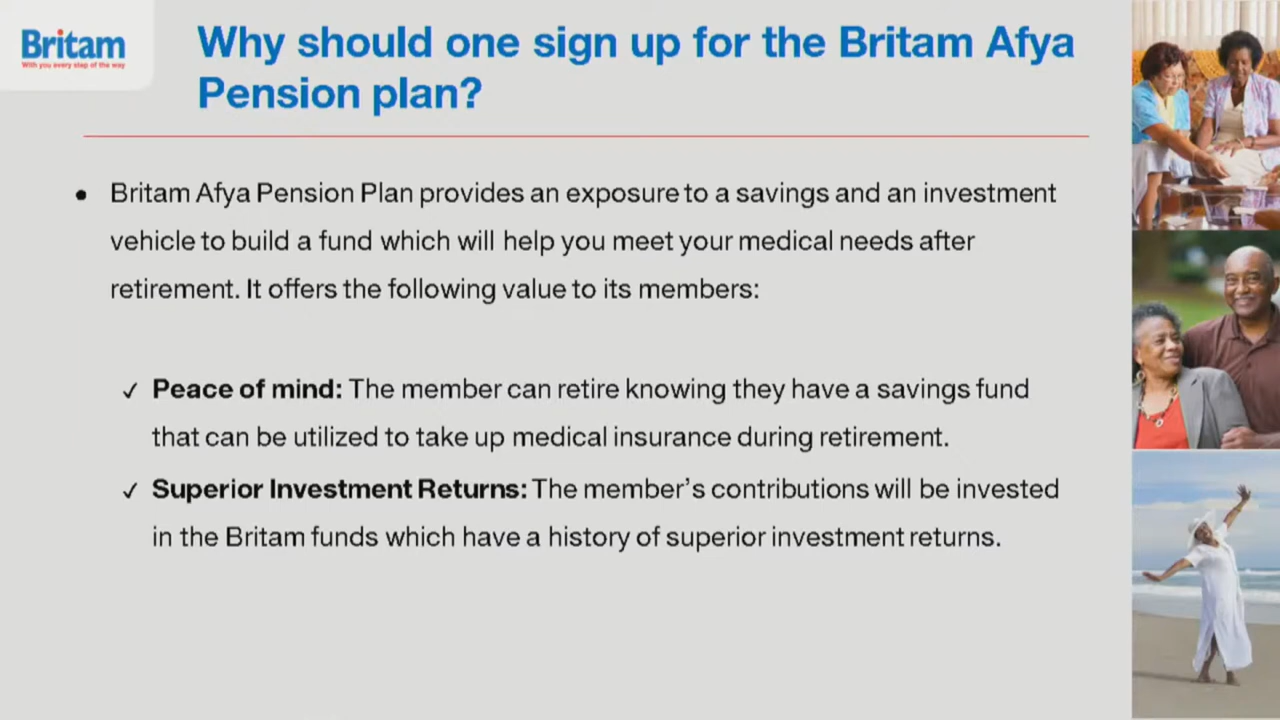 Britam
With you every step of the way
Why should one sign up for the Britam Afya
Pension plan?
• Britam Afya Pension Plan provides an exposure to a savings and an investment
vehicle to build a fund which will help you meet your medical needs after
retirement. It offers the following value to its members:
✓ Peace of mind: The member can retire knowing they have a savings fund
that can be utilized to take up medical insurance during retirement.
✓ Superior Investment Returns: The member's contributions will be invested
in the Britam funds which have a history of superior investment returns.